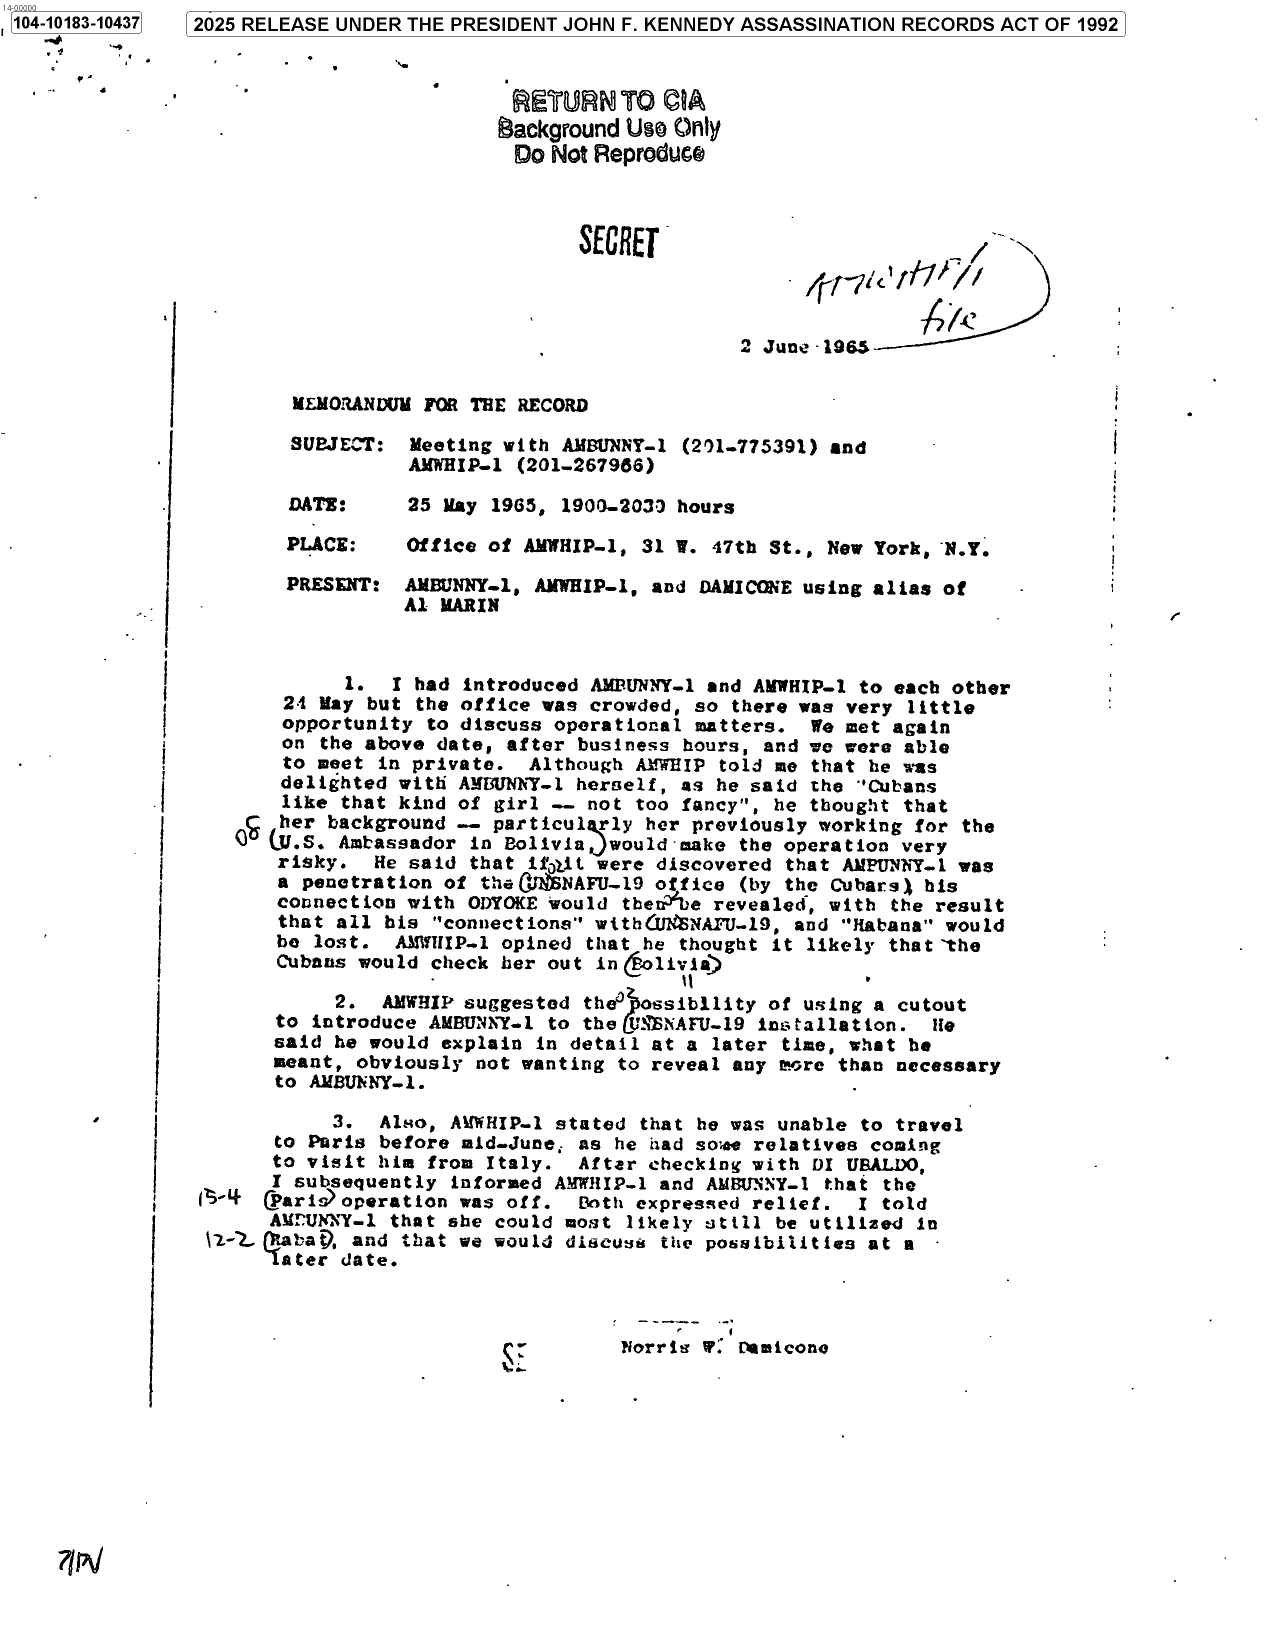 14-00000
104-10183-10437
2025 RELEASE UNDER THE PRESIDENT JOHN F. KENNEDY ASSASSINATION RECORDS ACT OF 1992
RETURN TO CIA
Background Use Only
Do Not Reproduce
SECRET
AMWHIP/1
file
2 June 1965
MEMORANDUM FOR THE RECORD
SUBJECT: Meeting with AMBUNNY-1 (201-775391) and
AMWHIP-1 (201-267966)
DATE: 25 May 1965, 1900-2030 hours
PLACE: Office of AMWHIP-1, 31 W. 47th St., New York, N.Y.
PRESENT: AMBUNNY-1, AMWHIP-1, and DAMICONE using alias of
Al MARIN
1. I had introduced AMBUNNY-1 and AMWHIP-1 to each other
24 May but the office was crowded, so there was very little
opportunity to discuss operational matters. We met again
on the above date, after business hours, and we were able
to meet in private. Although AMWHIP told me that he was
delighted with AMBUNNY-1 herself, as he said the "Cubans
like that kind of girl -- not too fancy", he thought that
her background -- particularly her previously working for the
08 U.S. Ambassador in Bolivia, would make the operation very
risky. He said that if it were discovered that AMBUNNY-1 was
a penetration of the UNSNAFU-19 office (by the Cubans) his
connection with ODYOKE would then be revealed, with the result
that all his "connections" with UNSNAFU-19, and "Habana" would
be lost. AMWHIP-1 opined that he thought it likely that the
Cubans would check her out in Bolivia
11
2. AMWHIP suggested the possibility of using a cutout
to introduce AMBUNNY-1 to the UNSNAFU-19 installation. He
said he would explain in detail at a later time, what he
meant, obviously not wanting to reveal any more than necessary
to AMBUNNY-1.
3. Also, AMWHIP-1 stated that he was unable to travel
to Paris before mid-June, as he had some relatives coming
to visit him from Italy. After checking with DI UBALDO,
I subsequently informed AMWHIP-1 and AMBUNNY-1 that the
15-4 Paris operation was off. Both expressed relief. I told
AMBUNNY-1 that she could most likely still be utilized in
12-2 Rabat, and that we would discuss the possibilities at a
later date.
SE
Norris W. Damicone